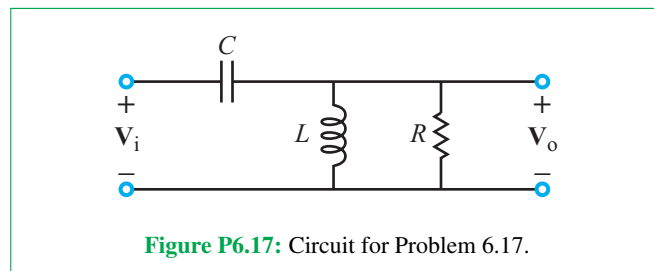 C
+ +
V_i L R V_o
− −
Figure P6.17: Circuit for Problem 6.17.